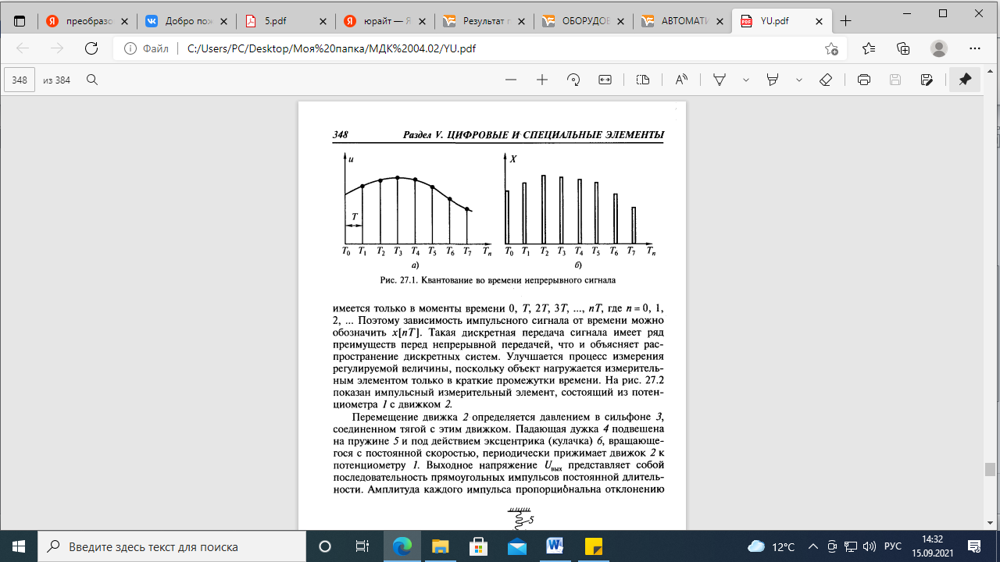 преобразо
Добро пож
5.pdf
юрайт — Я
Результат п
ОБОРУДОВ
АВТОМАТИ
YU.pdf
Файл C:/Users/PC/Desktop/Моя%20папка/МДК%2004.02/YU.pdf
348 из 384
348 Раздел V. ЦИФРОВЫЕ И СПЕЦИАЛЬНЫЕ ЭЛЕМЕНТЫ
u X
T
T0 T1 T2 T3 T4 T5 T6 T7 Tn T0 T1 T2 T3 T4 T5 T6 T7 Tn
а) б)
Рис. 27.1. Квантование во времени непрерывного сигнала
имеется только в моменты времени 0, T, 2T, 3T, ..., nT, где n = 0, 1,
2, ... Поэтому зависимость импульсного сигнала от времени можно
обозначить x[nT]. Такая дискретная передача сигнала имеет ряд
преимуществ перед непрерывной передачей, что и объясняет рас-
пространение дискретных систем. Улучшается процесс измерения
регулируемой величины, поскольку объект нагружается измеритель-
ным элементом только в краткие промежутки времени. На рис. 27.2
показан импульсный измерительный элемент, состоящий из потен-
циометра 1 с движком 2.
Перемещение движка 2 определяется давлением в сильфоне 3,
соединенном тягой с этим движком. Падающая дужка 4 подвешена
на пружине 5 и под действием эксцентрика (кулачка) 6, вращающе-
гося с постоянной скоростью, периодически прижимает движок 2 к
потенциометру 1. Выходное напряжение Uвых представляет собой
последовательность прямоугольных импульсов постоянной длитель-
ности. Амплитуда каждого импульса пропорциональна отклонению
5
Введите здесь текст для поиска
12°C
РУС
14:32
15.09.2021